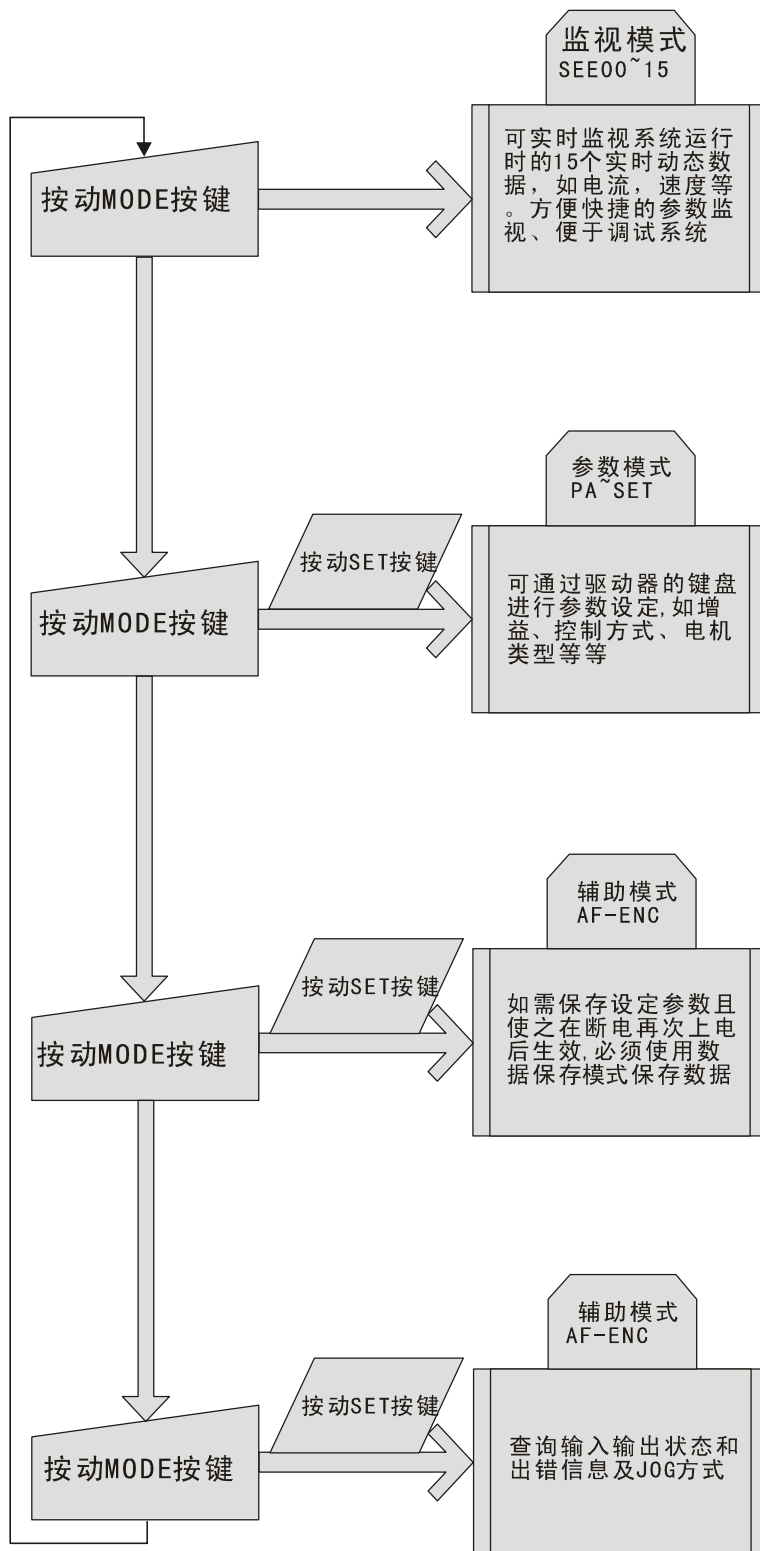 监视模式
SEE00~15
按动MODE按键
可实时监视系统运行
时的15个实时动态数
据，如电流，速度等
。方便快捷的参数监
视、便于调试系统
参数模式
PA~SET
按动SET按键
按动MODE按键
可通过驱动器的键盘
进行参数设定,如增
益、控制方式、电机
类型等等
辅助模式
AF-ENC
按动SET按键
按动MODE按键
如需保存设定参数且
使之在断电再次上电
后生效,必须使用数
据保存模式保存数据
辅助模式
AF-ENC
按动SET按键
按动MODE按键
查询输入输出状态和
出错信息及JOG方式